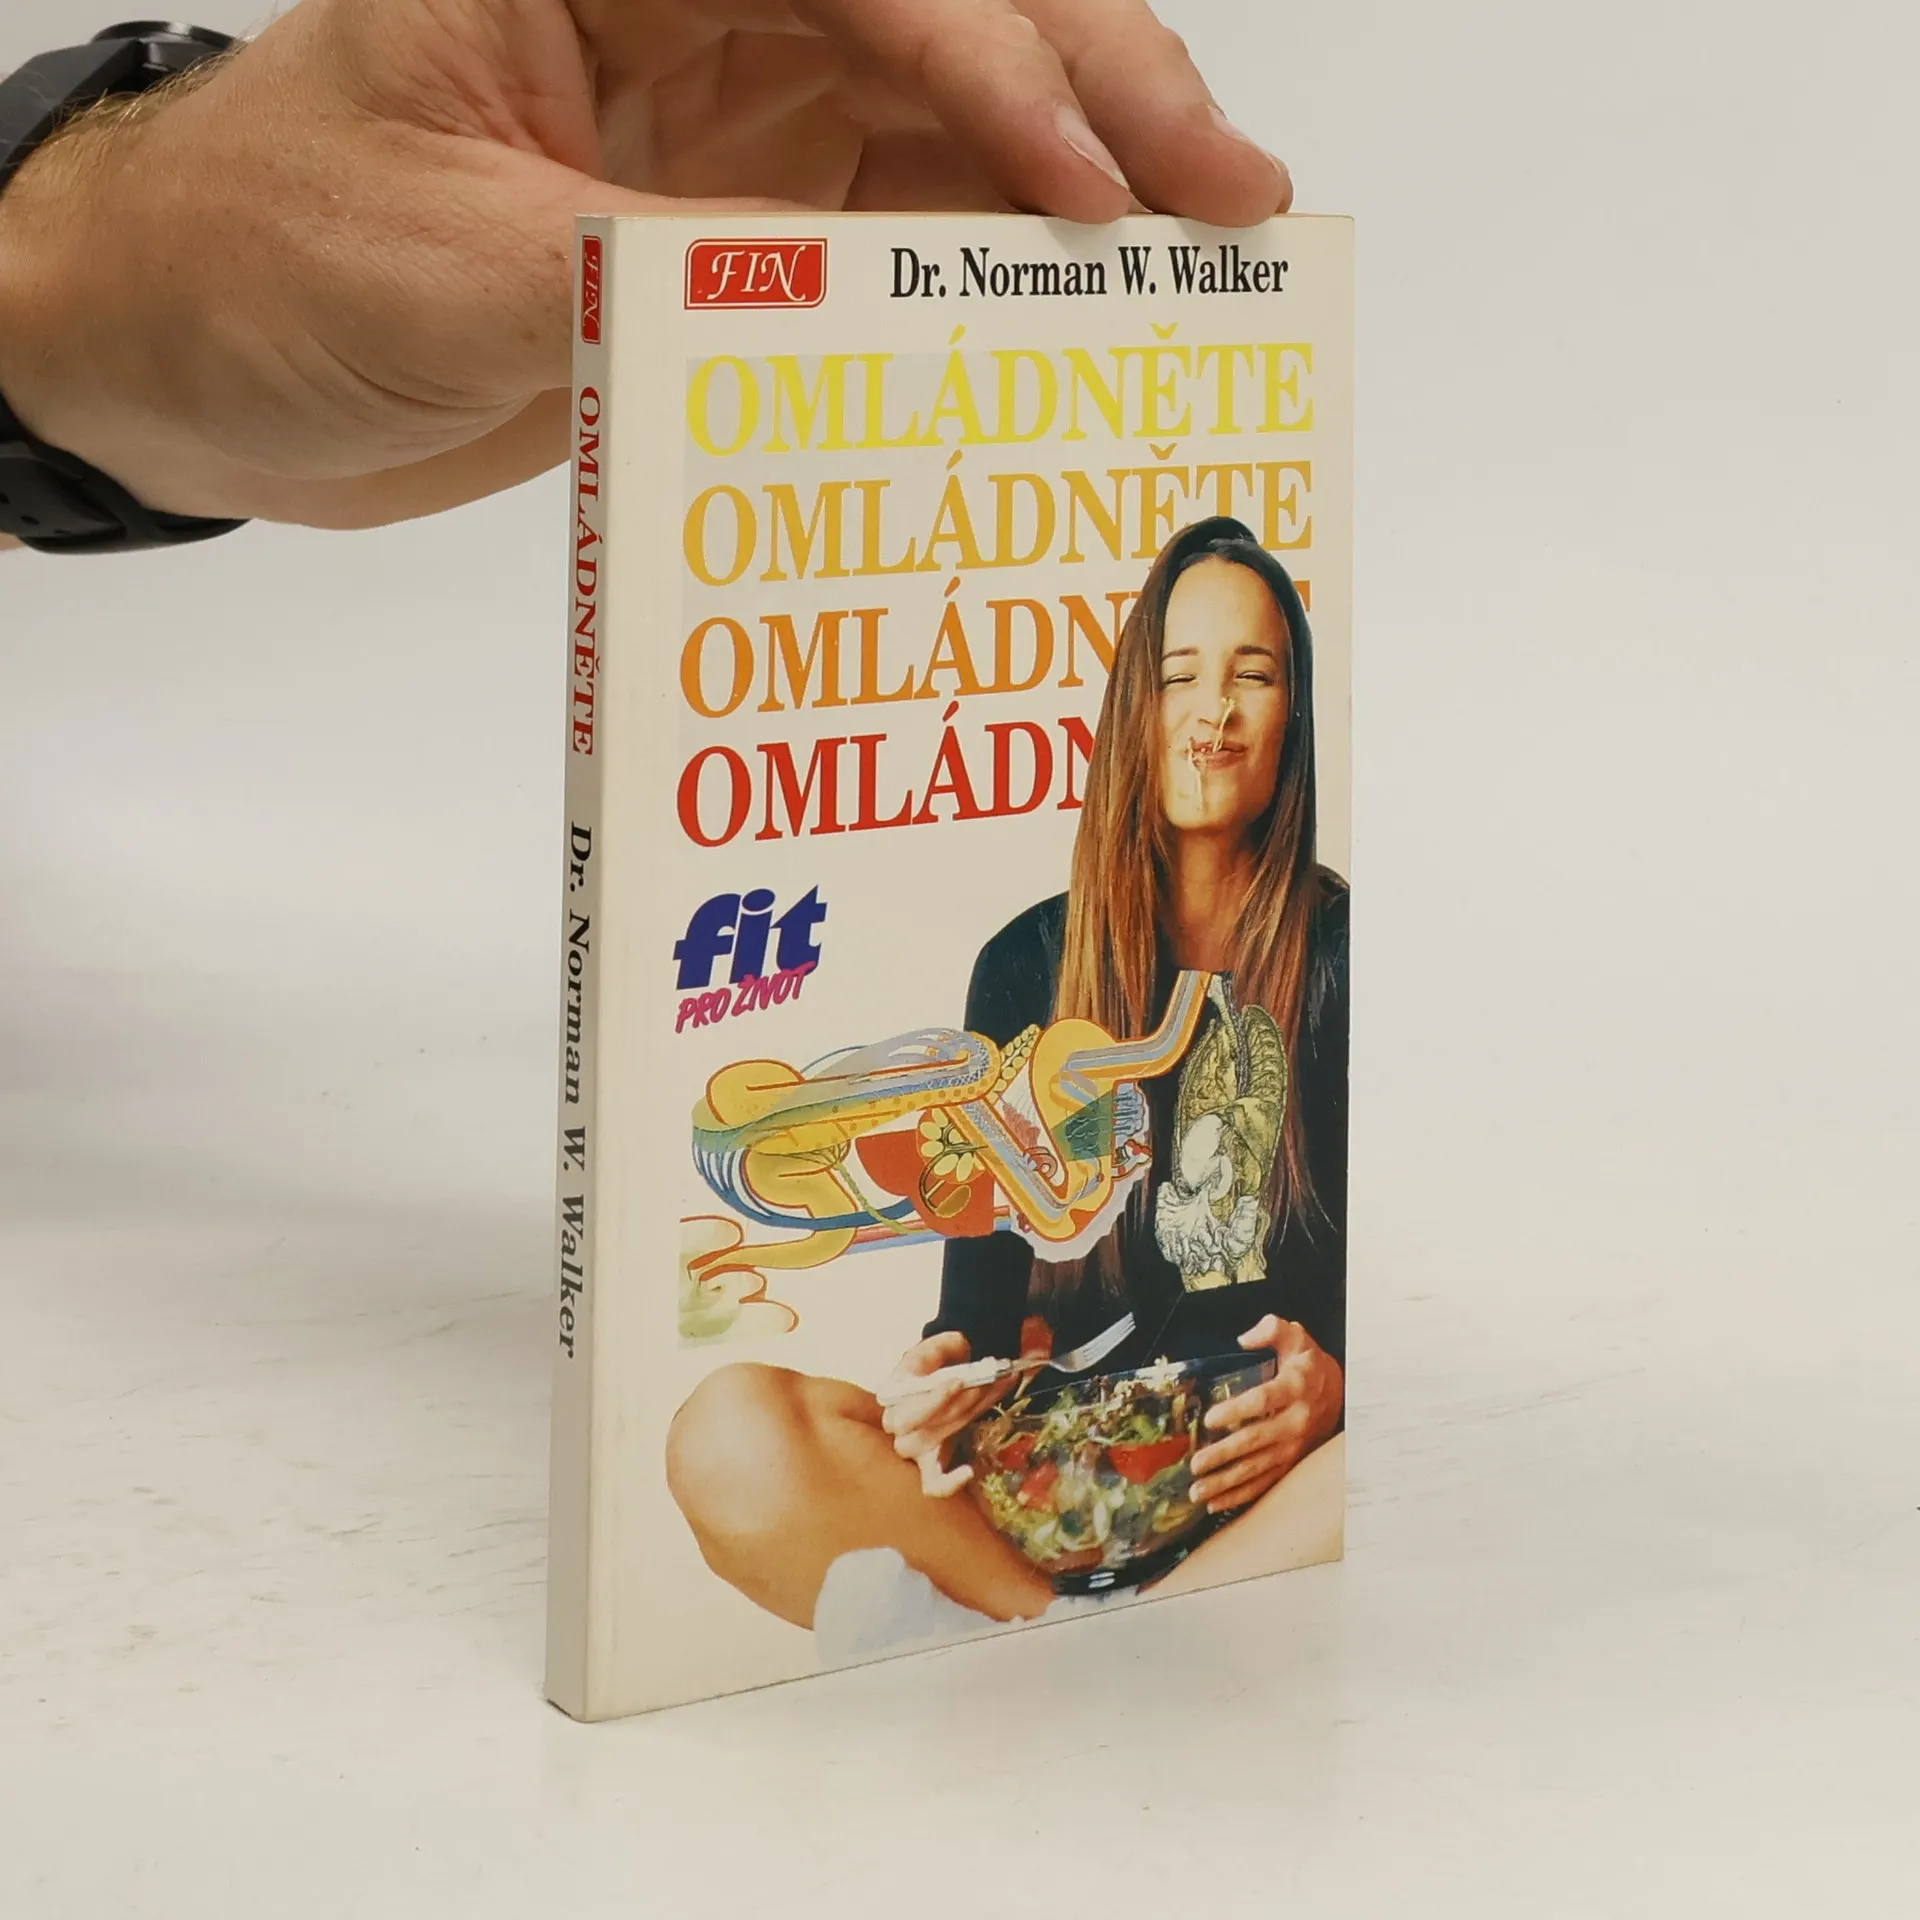 FIN
Dr. Norman W. Walker
OMLÁDNĚTE
OMLÁDNĚTE
OMLÁDN E
OMLÁDN
fit
PRO ŽIVOT
FIN OMLÁDNĚTE Dr. Norman W. Walker